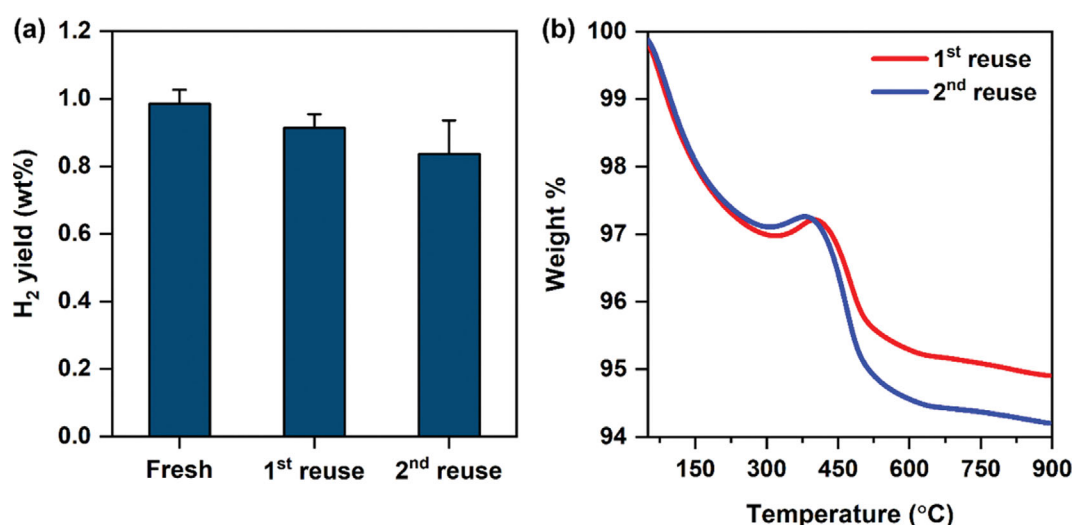 (a)
H₂ yield (wt%)
1.2
1.0
0.8
0.6
0.4
0.2
0.0
Fresh
1st reuse
2nd reuse
(b)
Weight %
100
99
98
97
96
95
94
1st reuse
2nd reuse
150
300
450
600
750
900
Temperature (°C)